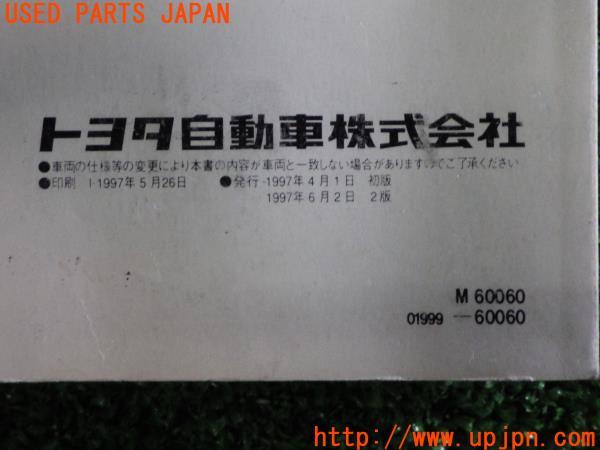 USED PARTS JAPAN
トヨタ自動車株式会社
●車両の仕様等の変更により本書の内容が車両と一致しない場合がありますのでご了承ください
●印刷 I-1997年5月26日 ●発行-1997年4月1日 初版
1997年6月2日 2版
M 60060
01999—60060
http://www.upjpn.com/